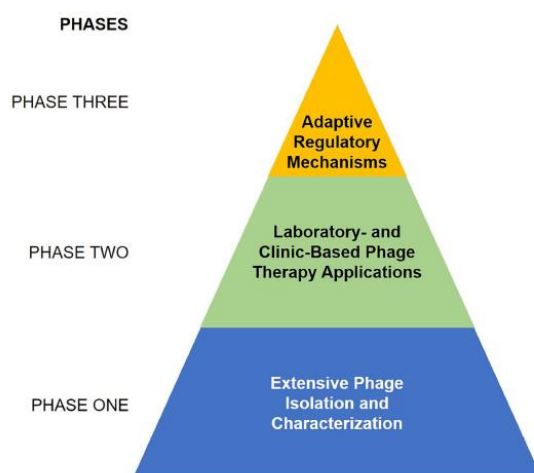 PHASES
PHASE THREE
Adaptive
Regulatory
Mechanisms
PHASE TWO
Laboratory- and
Clinic-Based Phage
Therapy Applications
PHASE ONE
Extensive Phage
Isolation and
Characterization